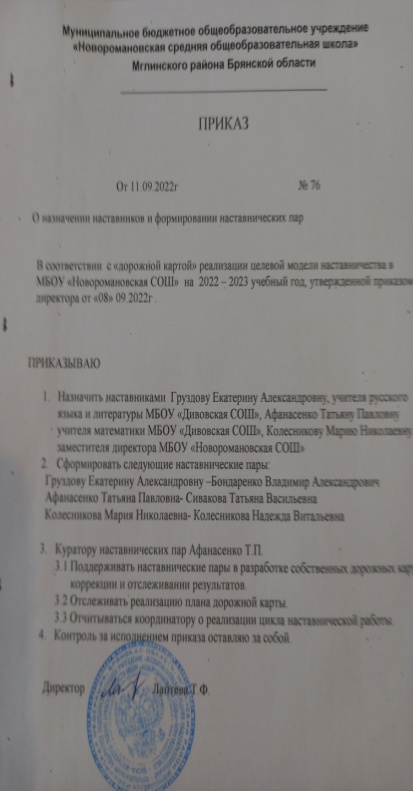 Муниципальное бюджетное общеобразовательное учреждение
«Новоромановская средняя общеобразовательная школа»
Мглинского района Брянской области
ПРИКАЗ
От 11.09.2022г № 76
О назначении наставников и формировании наставнических пар
В соответствии с «дорожной картой» реализации целевой модели наставничества в
МБОУ «Новоромановская СОШ» на 2022 – 2023 учебный год, утвержденной приказом
директора от «08» 09.2022г .
ПРИКАЗЫВАЮ
1. Назначить наставниками Груздову Екатерину Александровну, учителя русского
языка и литературы МБОУ «Дивовская СОШ», Афанасенко Татьяну Павловну
учителя математики МБОУ «Дивовская СОШ», Колесникову Марию Николаевну
заместителя директора МБОУ «Новоромановская СОШ»
2. Сформировать следующие наставнические пары:
Груздову Екатерину Александровну –Бондаренко Владимир Александрович
Афанасенко Татьяна Павловна- Сивакова Татьяна Васильевна
Колесникова Мария Николаевна- Колесникова Надежда Витальевна
3. Куратору наставнических пар Афанасенко Т.П.
3.1 Поддерживать наставнические пары в разработке собственных дорожных кар
коррекции и отслеживании результатов.
3.2 Отслеживать реализацию плана дорожной карты.
3.3 Отчитываться координатору о реализации цикла наставнической работы.
4. Контроль за исполнением приказа оставляю за собой.
Директор Лаптева Г.Ф.